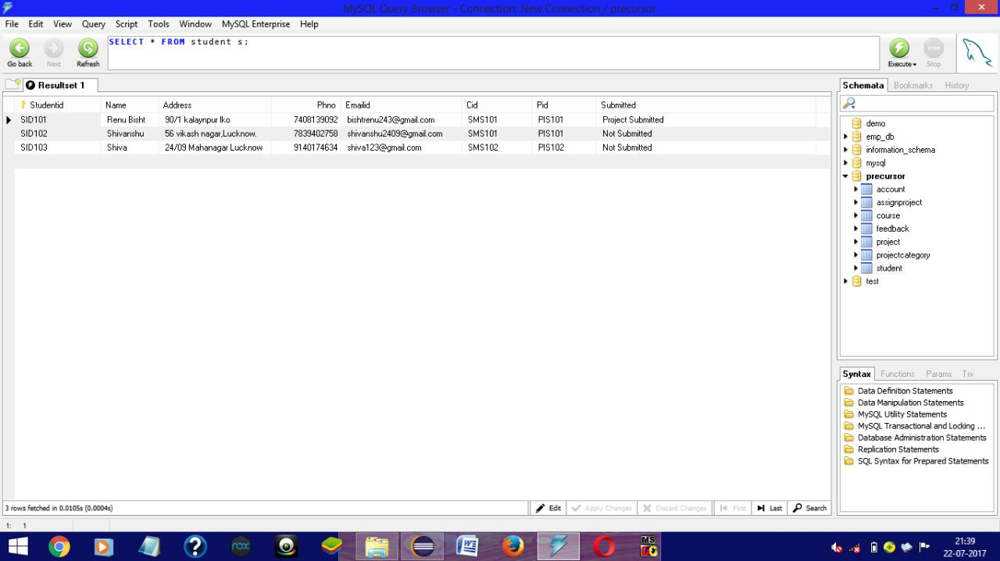 MySQL Query Browser - Connection: New Connection / precursor
File Edit View Query Script Tools Window MySQL Enterprise Help
SELECT * FROM student s;
Go back Next Refresh Execute STOP Stop
Resultset 1
Schemata Bookmarks History
Studentid Name Address Phno Emailid Cid Pid Submitted
SID101 Renu Bisht 90/1 kalaynpur lko 7408139092 bishtrenu243@gmail.com SMS101 PIS101 Project Submitted
SID102 Shivanshu 56 vikash nagar,Lucknow. 7839402758 shivanshu2409@gmail.com SMS101 PIS101 Not Submitted
SID103 Shiva 24/09 Mahanagar Lucknow 9140174634 shiva123@gmail.com SMS102 PIS102 Not Submitted
demo
emp_db
information_schema
mysql
precursor
account
assignproject
course
feedback
project
projectcategory
student
test
Syntax Functions Params Trx
Data Definition Statements
Data Manipulation Statements
MySQL Utility Statements
MySQL Transactional and Locking ...
Database Administration Statements
Replication Statements
SQL Syntax for Prepared Statements
3 rows fetched in 0.0105s (0.0004s) Edit Apply Changes Discard Changes First Last Search
1: 1
nox
MS
21:39
22-07-2017